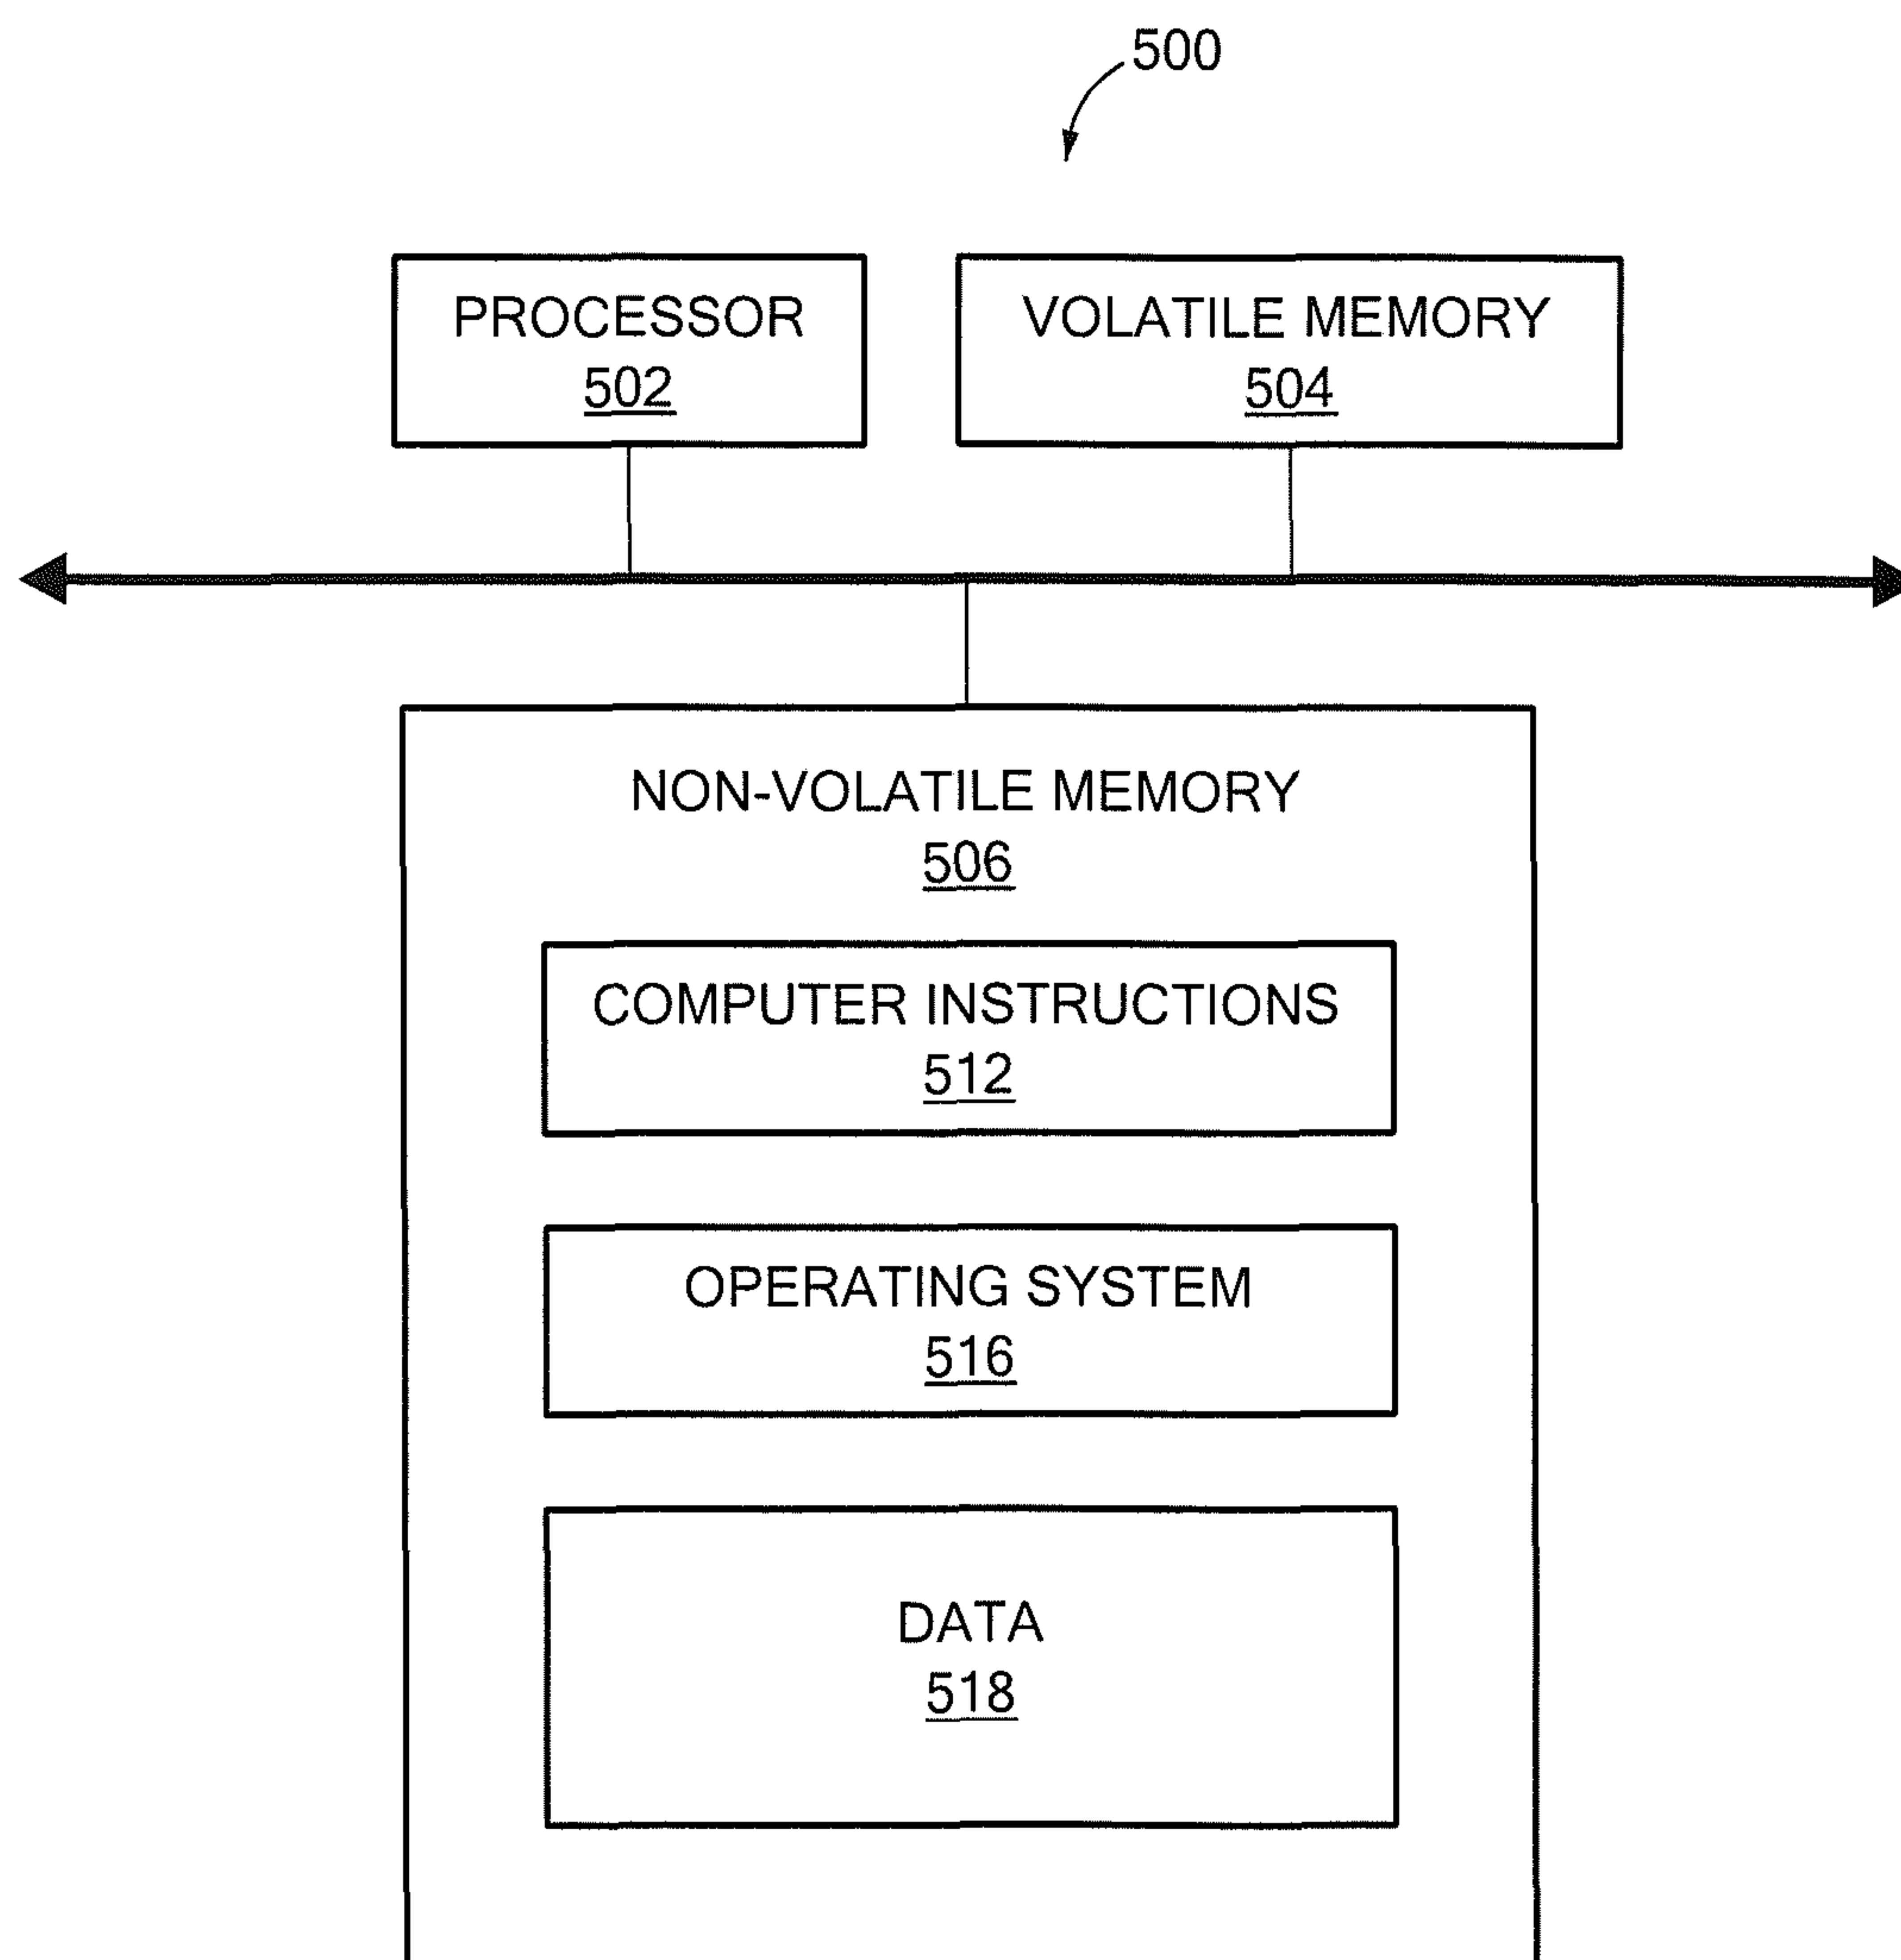 500
PROCESSOR
502
VOLATILE MEMORY
504
NON-VOLATILE MEMORY
506
COMPUTER INSTRUCTIONS
512
OPERATING SYSTEM
516
DATA
518